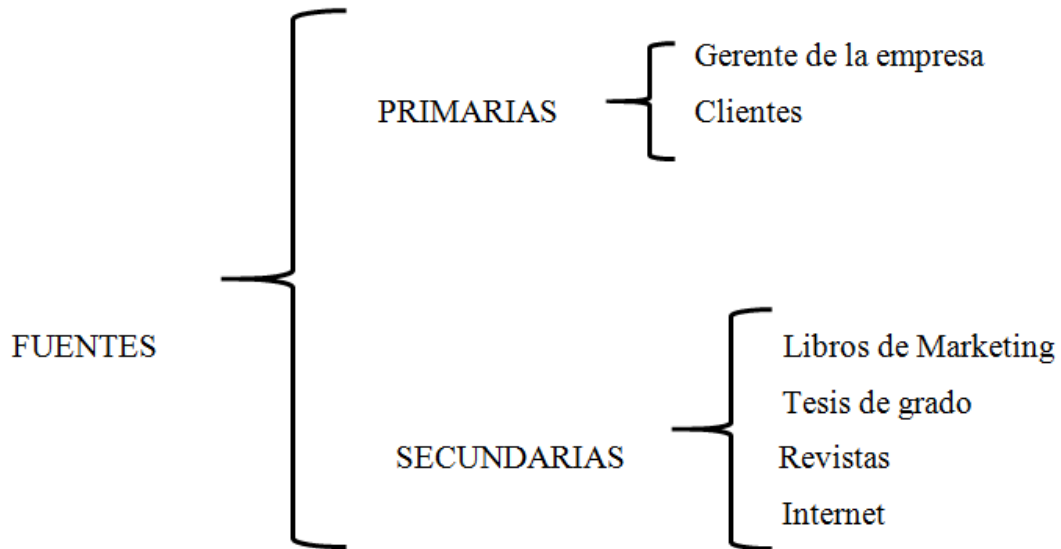 FUENTES
PRIMARIAS
Gerente de la empresa
Clientes
SECUNDARIAS
Libros de Marketing
Tesis de grado
Revistas
Internet